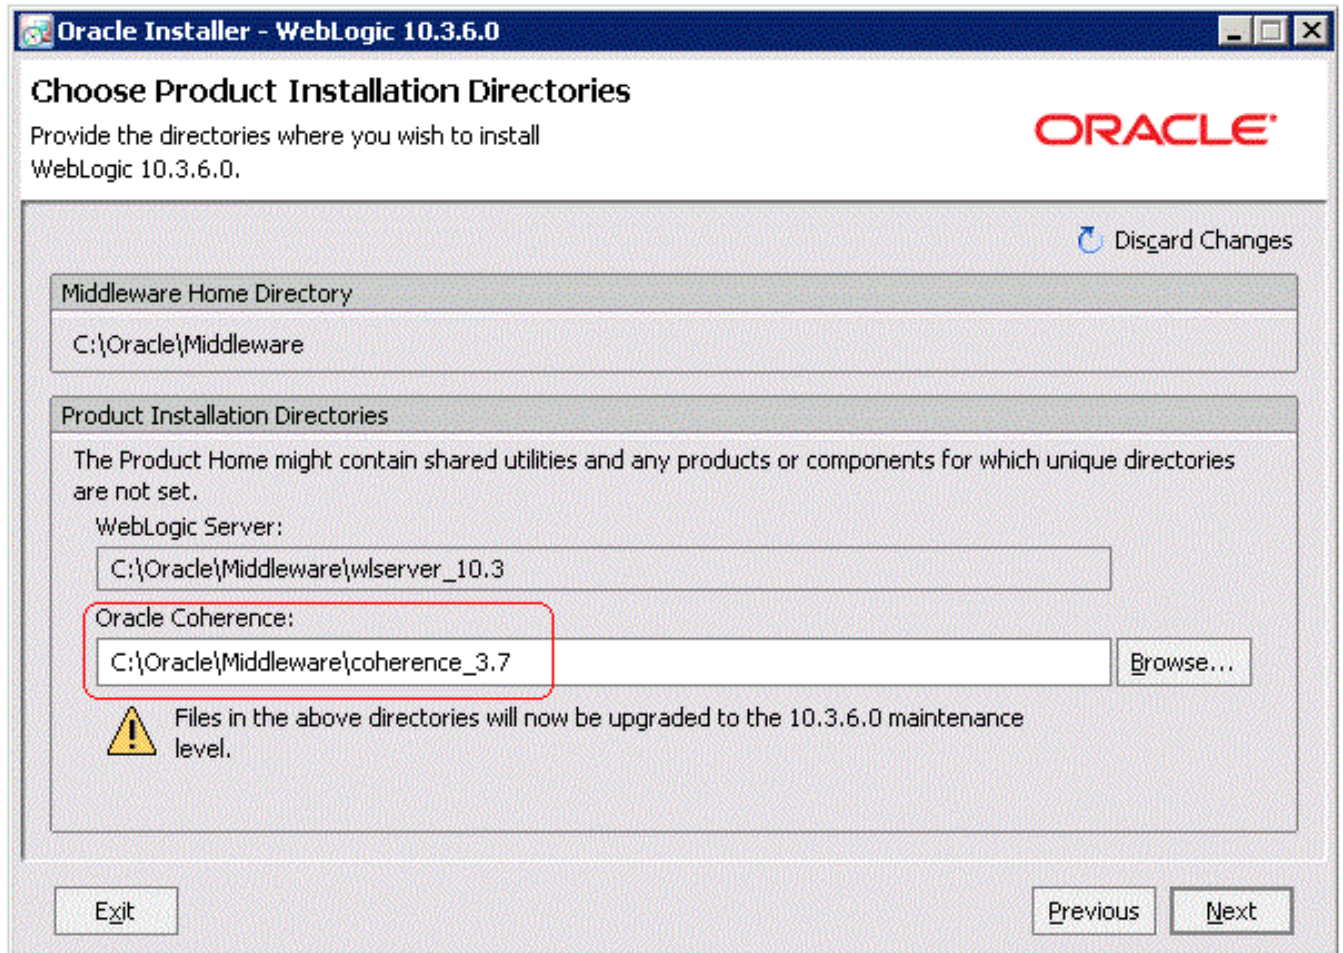 Oracle Installer - WebLogic 10.3.6.0
Choose Product Installation Directories
Provide the directories where you wish to install
WebLogic 10.3.6.0.
ORACLE
Discard Changes
Middleware Home Directory
C:\Oracle\Middleware
Product Installation Directories
The Product Home might contain shared utilities and any products or components for which unique directories
are not set.
WebLogic Server:
C:\Oracle\Middleware\wlserver_10.3
Oracle Coherence:
C:\Oracle\Middleware\coherence_3.7
Browse...
Files in the above directories will now be upgraded to the 10.3.6.0 maintenance
level.
Exit
Previous
Next